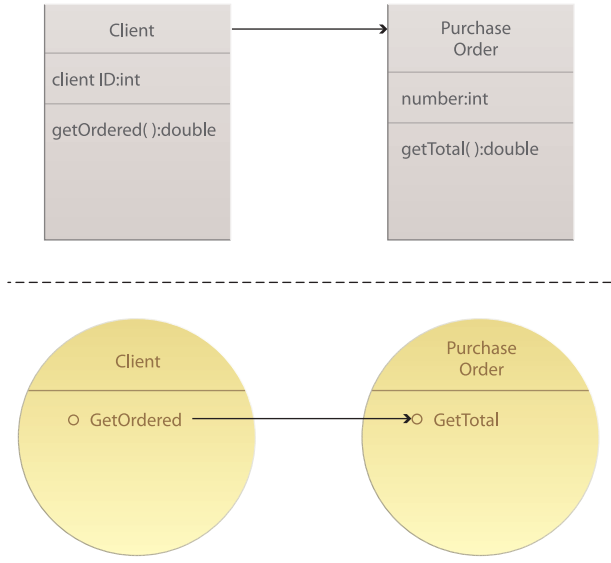 Client
client ID:int
getOrdered( ):double
Purchase
Order
number:int
getTotal( ):double
Client
GetOrdered
Purchase
Order
GetTotal